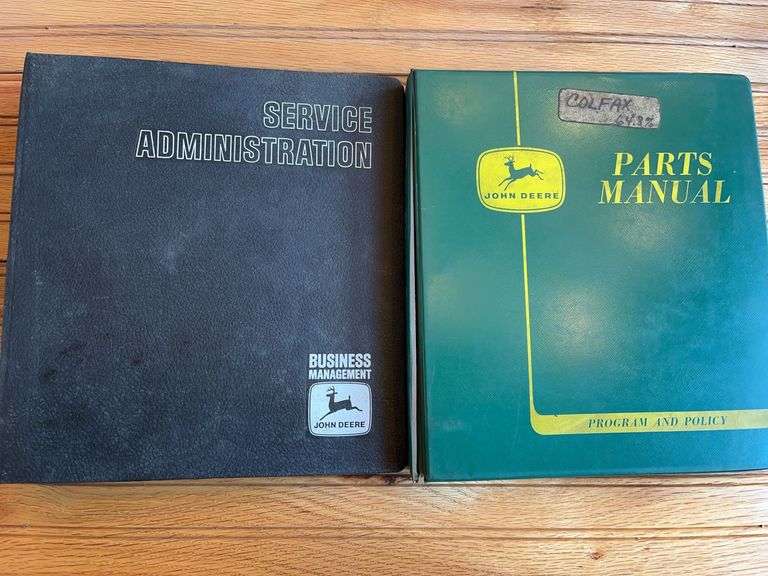 SERVICE
ADMINISTRATION
BUSINESS
MANAGEMENT
JOHN DEERE
COLFAX
JOHN DEERE
PARTS
MANUAL
PROGRAM AND POLICY